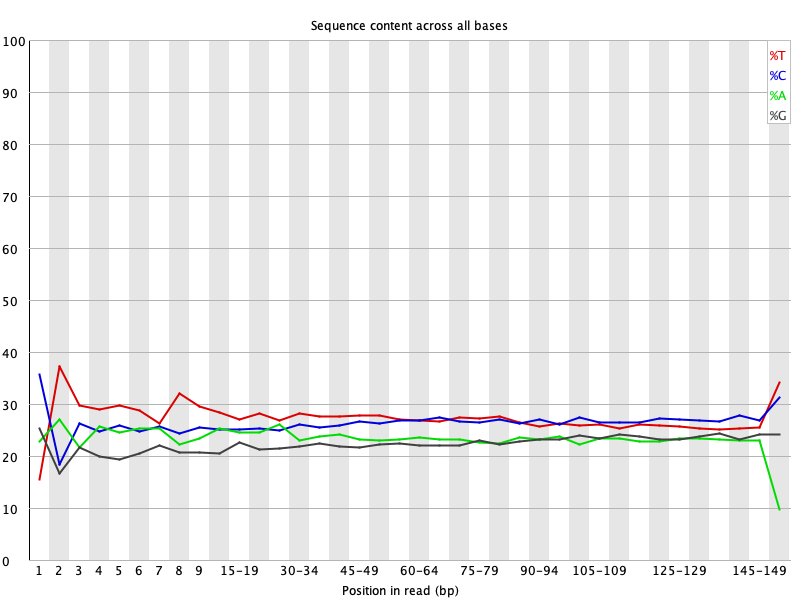 Sequence content across all bases
100
90
80
70
60
50
40
30
20
10
0
%T
%C
%A
%G
1 2 3 4 5 6 7 8 9 15-19 30-34 45-49 60-64 75-79 90-94 105-109 125-129 145-149
Position in read (bp)